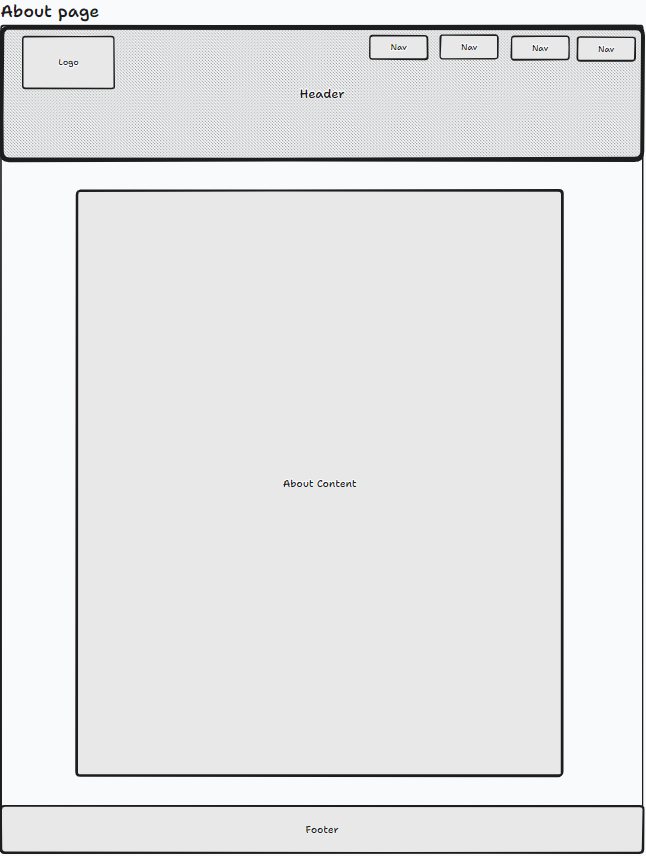 About page
Logo
Nav
Nav
Nav
Nav
Header
About Content
Footer